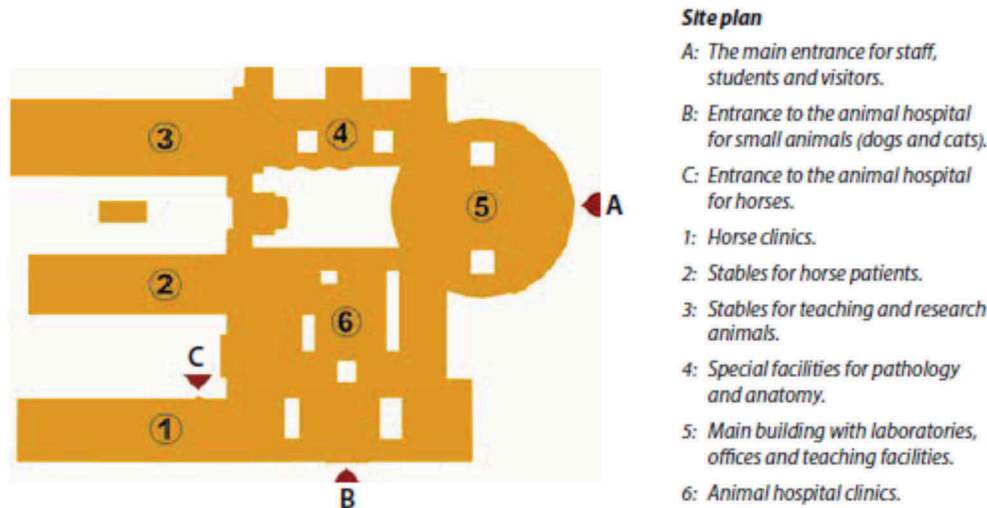 Site plan
A: The main entrance for staff,
students and visitors.
B: Entrance to the animal hospital
for small animals (dogs and cats).
C: Entrance to the animal hospital
for horses.
1: Horse clinics.
2: Stables for horse patients.
3: Stables for teaching and research
animals.
4: Special facilities for pathology
and anatomy.
5: Main building with laboratories,
offices and teaching facilities.
6: Animal hospital clinics.
3
4
5
A
2
6
C
1
B